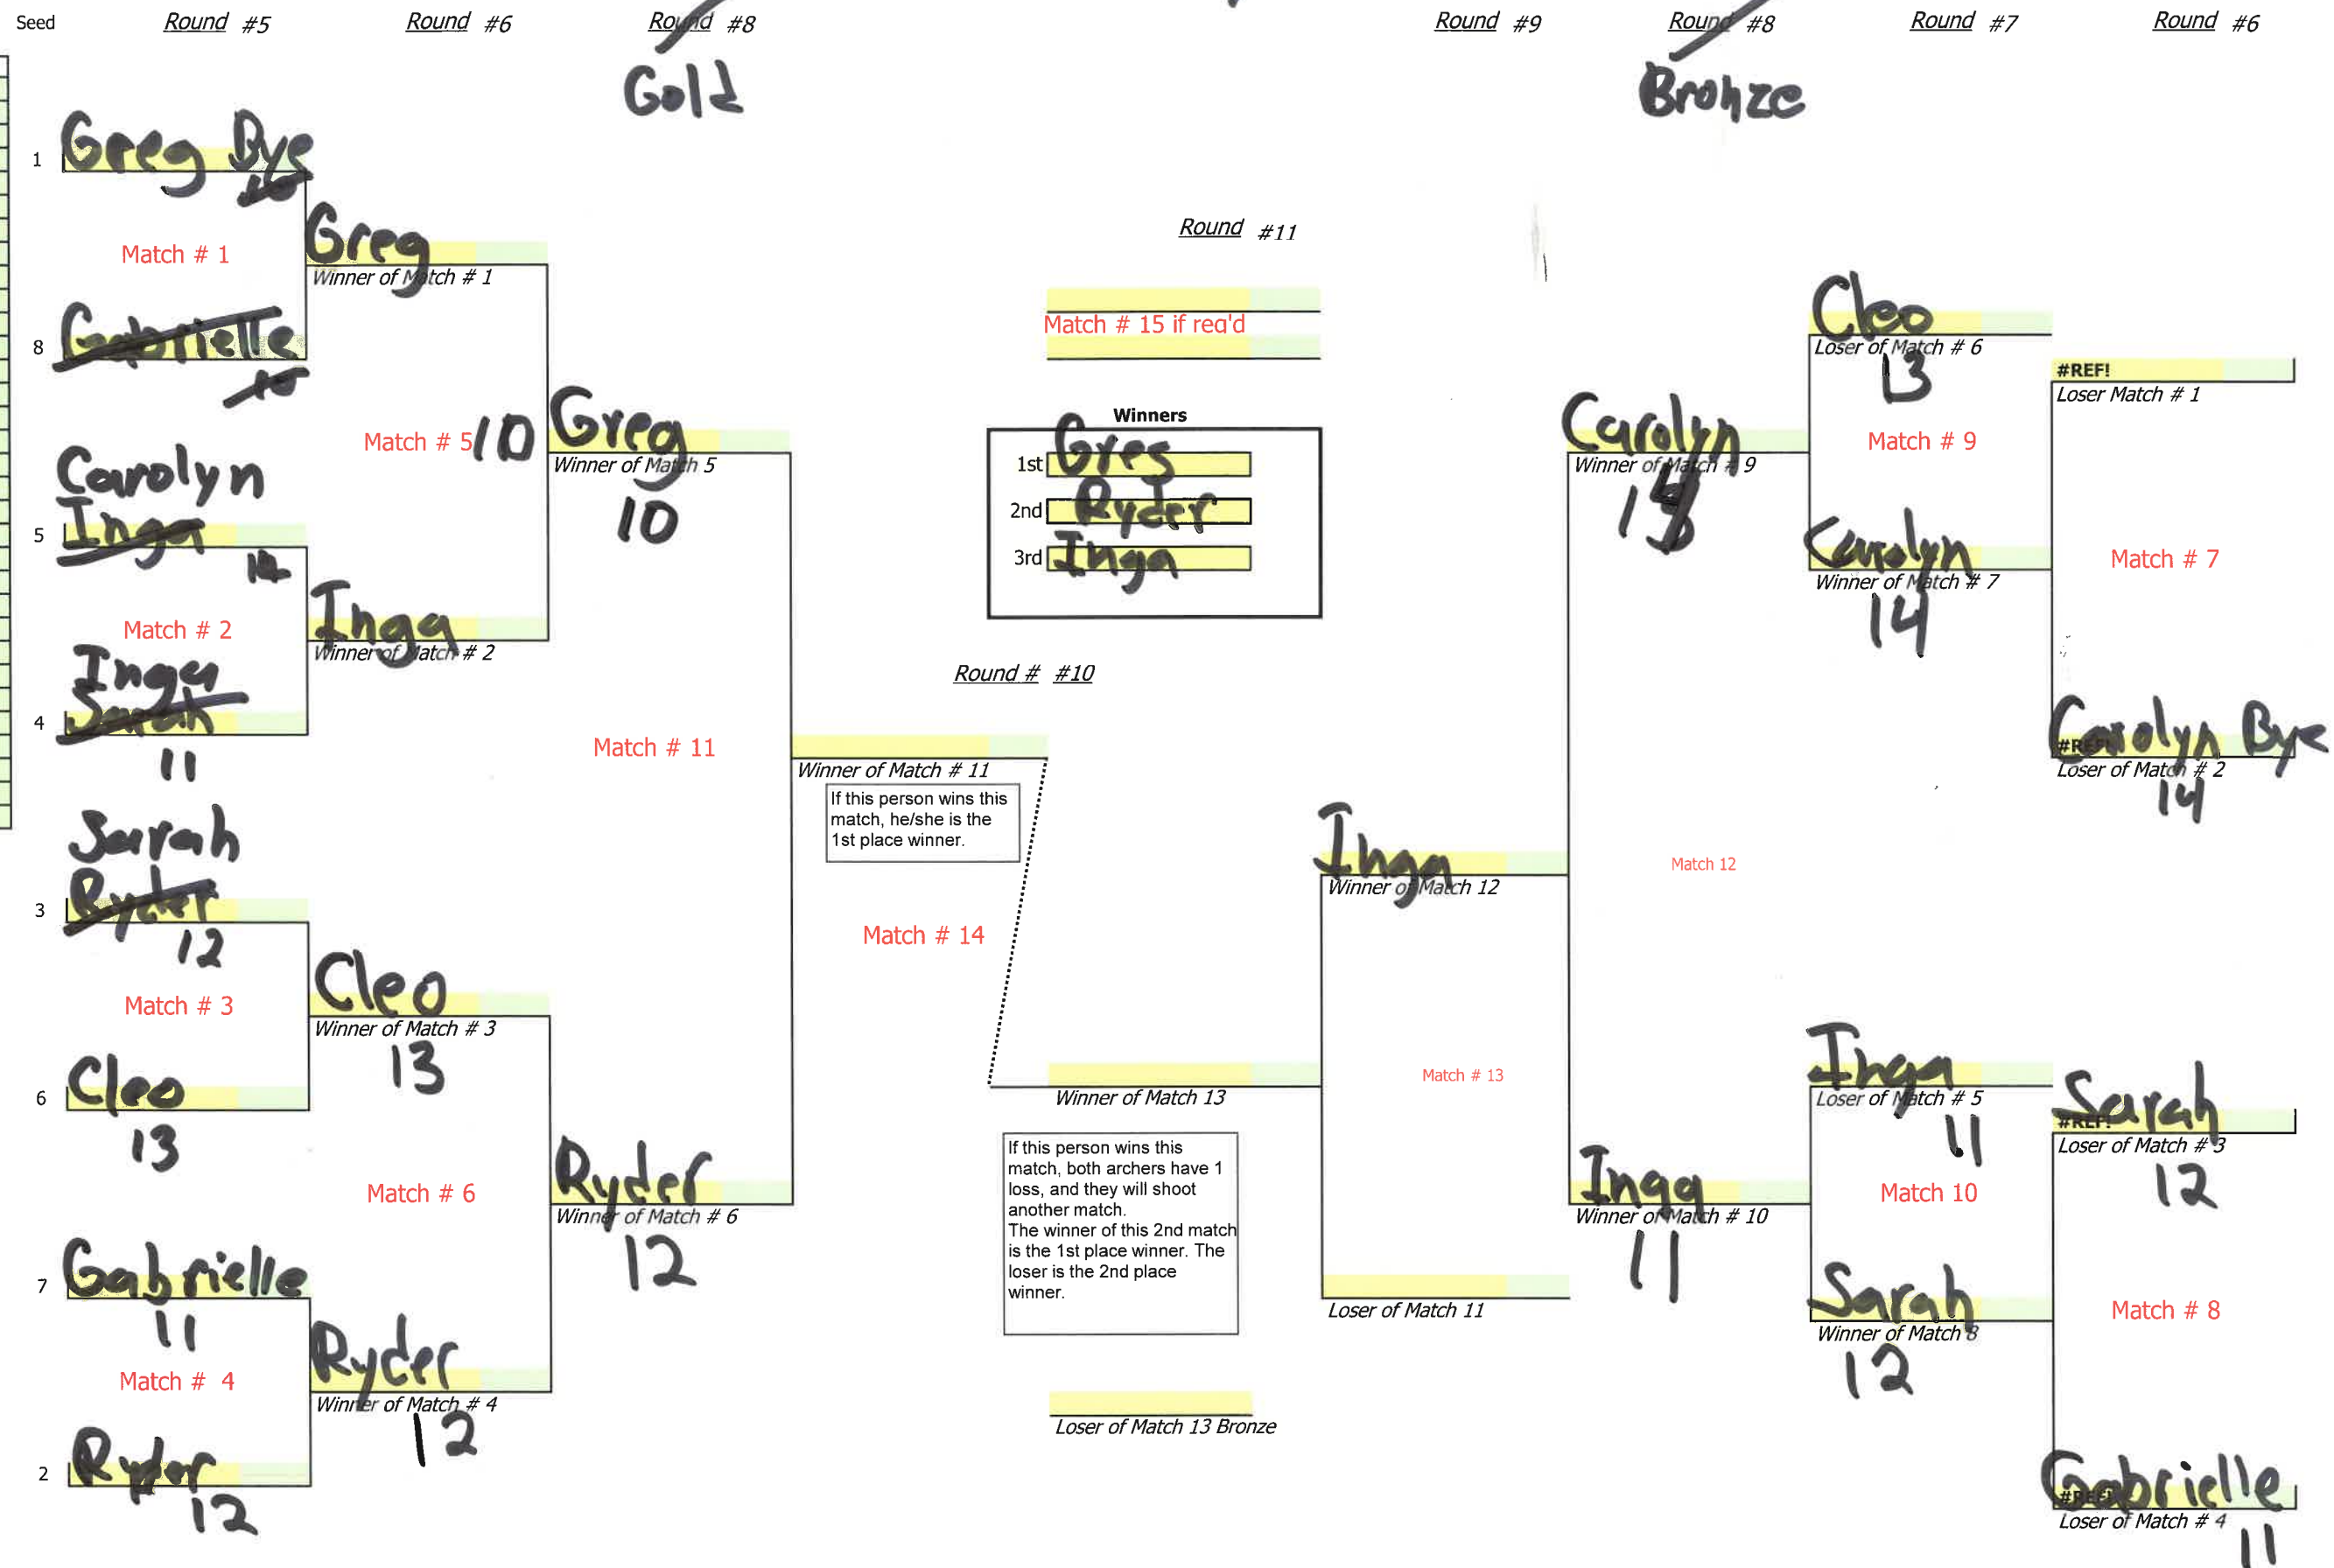 Seed Round #5 Round #6 Round #8 Round #9 Round #8 Round #7 Round #6
Gold
Bronze
1 Greg Bye
Greg
Winner of Match # 1
Match # 1
8 Gabrielle
Match # 5 10
Greg
Winner of Match 5
10
Carolyn
5 Inga
Match # 2
Inga
Winner of Match # 2
Inga
4 Sarah
11
Match # 11
Winner of Match # 11
If this person wins this
match, he/she is the
1st place winner.
Sarah
3 Ryder
12
Match # 3
Cleo
Winner of Match # 3
13
6 Cleo
13
Match # 6
Ryder
Winner of Match # 6
12
7 Gabrielle
11
Match # 4
Ryder
Winner of Match # 4
12
2 Ryder
12
Round #11
Match # 15 if req'd
Winners
1st Greg
2nd Ryder
3rd Inga
Round # #10
Match # 14
Winner of Match 13
If this person wins this
match, both archers have 1
loss, and they will shoot
another match.
The winner of this 2nd match
is the 1st place winner. The
loser is the 2nd place
winner.
Loser of Match 13 Bronze
Inga
Winner of Match 12
Match # 13
Loser of Match 11
Carolyn
Winner of Match # 9
Match 12
Inga
Winner of Match # 10
11
Cleo
Loser of Match # 6
13
Match # 9
Carolyn
Winner of Match # 7
14
Inga
Loser of Match # 5
11
Match 10
Sarah
Winner of Match 8
12
#REF!
Loser Match # 1
Match # 7
Carolyn Bye
Loser of Match # 2
14
Sarah
#REF!
Loser of Match # 3
12
Match # 8
Gabrielle
#REF!
Loser of Match # 4
11